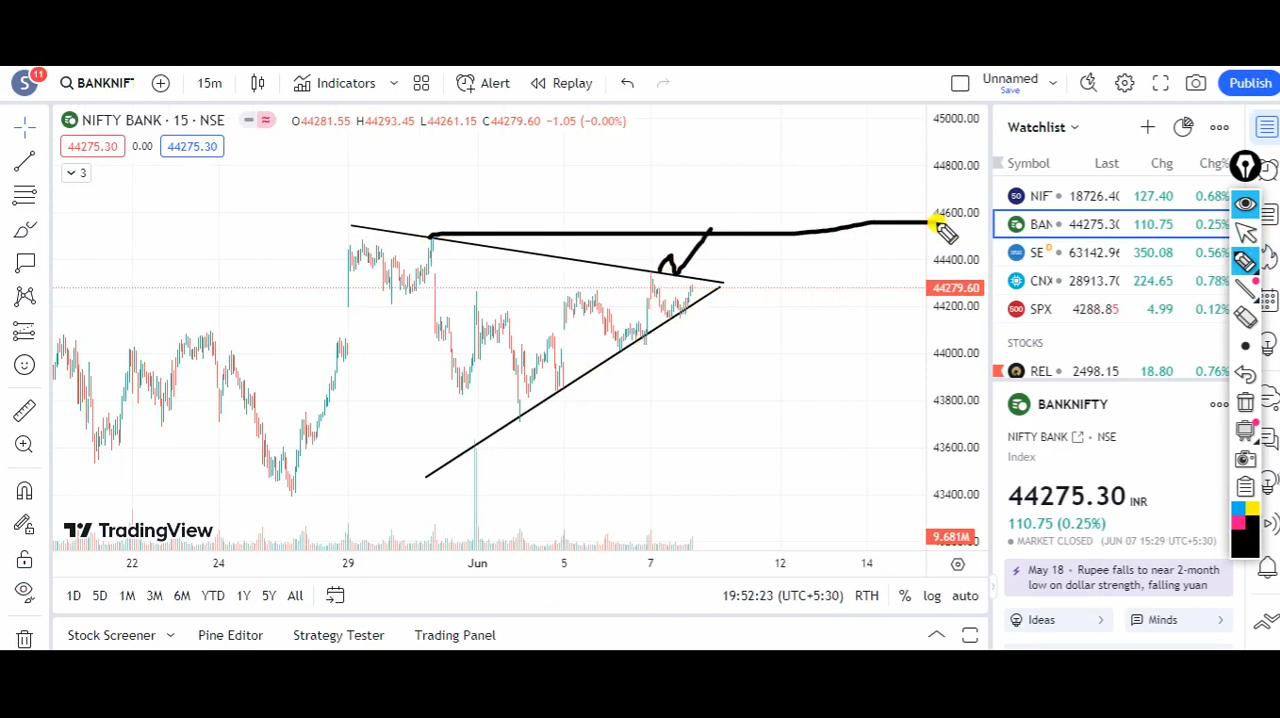 S 11 BANKNIF 15m Indicators Alert Replay Unnamed Save Publish
NIFTY BANK · 15 · NSE O44281.55 H44293.45 L44261.15 C44279.60 −1.05 (−0.00%)
44275.30 0.00 44275.30
3
45000.00
44800.00
44600.00
44400.00
44279.60
44200.00
44000.00
43800.00
43600.00
43400.00
9.681M
TradingView
22 24 29 Jun 5 7 12 14
1D 5D 1M 3M 6M YTD 1Y 5Y All 19:52:23 (UTC+5:30) RTH % log auto
Stock Screener Pine Editor Strategy Tester Trading Panel
Watchlist
Symbol Last Chg Chg%
50 NIF 18726.40 127.40 0.68%
BAN 44275.30 110.75 0.25%
SE D 63142.96 350.08 0.56%
CNX 28913.70 224.65 0.78%
500 SPX 4288.85 4.99 0.12%
STOCKS
REL 2498.15 18.80 0.76%
BANKNIFTY
NIFTY BANK · NSE
Index
44275.30 INR
110.75 (0.25%)
MARKET CLOSED (JUN 07 15:29 UTC+5:30)
May 18 · Rupee falls to near 2-month
low on dollar strength, falling yuan
Ideas Minds